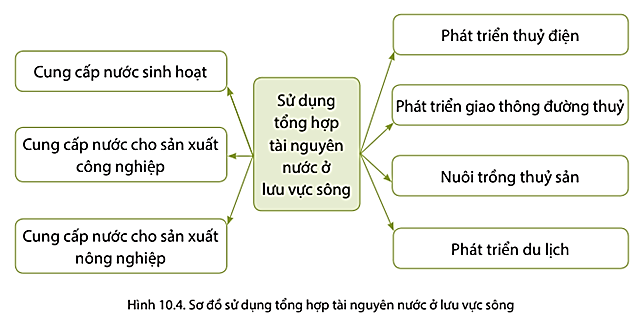 Cung cấp nước sinh hoạt
Cung cấp nước cho sản xuất
công nghiệp
Cung cấp nước cho sản xuất
nông nghiệp
Sử dụng
tổng hợp
tài nguyên
nước ở
lưu vực sông
Phát triển thuỷ điện
Phát triển giao thông đường thuỷ
Nuôi trồng thuỷ sản
Phát triển du lịch
Hình 10.4. Sơ đồ sử dụng tổng hợp tài nguyên nước ở lưu vực sông